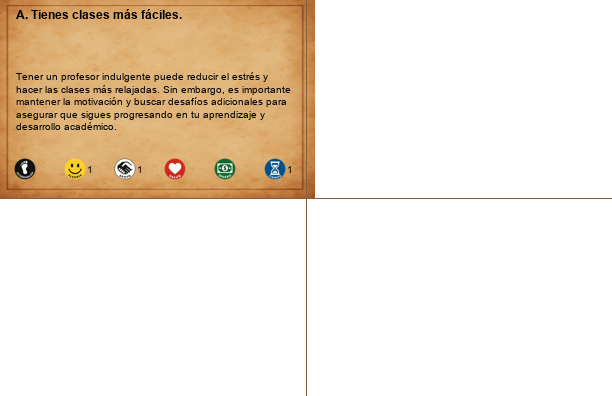 A. Tienes clases más fáciles.
Tener un profesor indulgente puede reducir el estrés y
hacer las clases más relajadas. Sin embargo, es importante
mantener la motivación y buscar desafíos adicionales para
asegurar que sigues progresando en tu aprendizaje y
desarrollo académico.
1 1 1